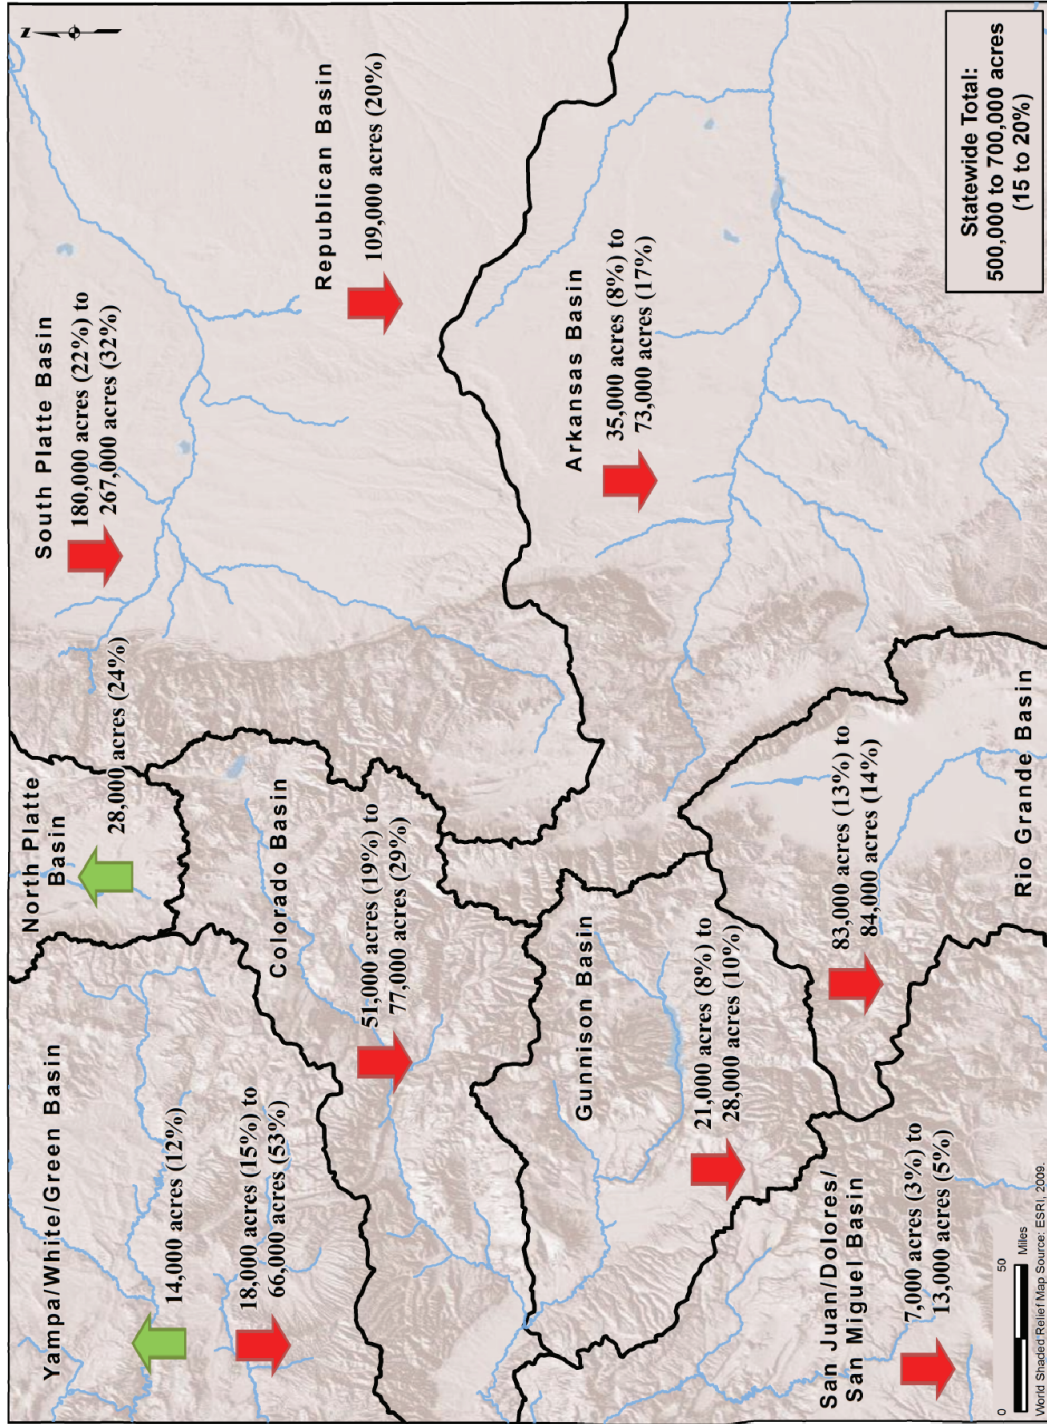 Yampa/White/Green Basin
14,000 acres (12%)
18,000 acres (15%) to
66,000 acres (53%)
North Platte
Basin
28,000 acres (24%)
South Platte Basin
180,000 acres (22%) to
267,000 acres (32%)
N
Colorado Basin
51,000 acres (19%) to
77,000 acres (29%)
Republican Basin
109,000 acres (20%)
Gunnison Basin
21,000 acres (8%) to
28,000 acres (10%)
Arkansas Basin
35,000 acres (8%) to
73,000 acres (17%)
San Juan/Dolores/
San Miguel Basin
7,000 acres (3%) to
13,000 acres (5%)
83,000 acres (13%) to
84,000 acres (14%)
Rio Grande Basin
Statewide Total:
500,000 to 700,000 acres
(15 to 20%)
0 50
Miles
World Shaded Relief Map Source: ESRI, 2009.